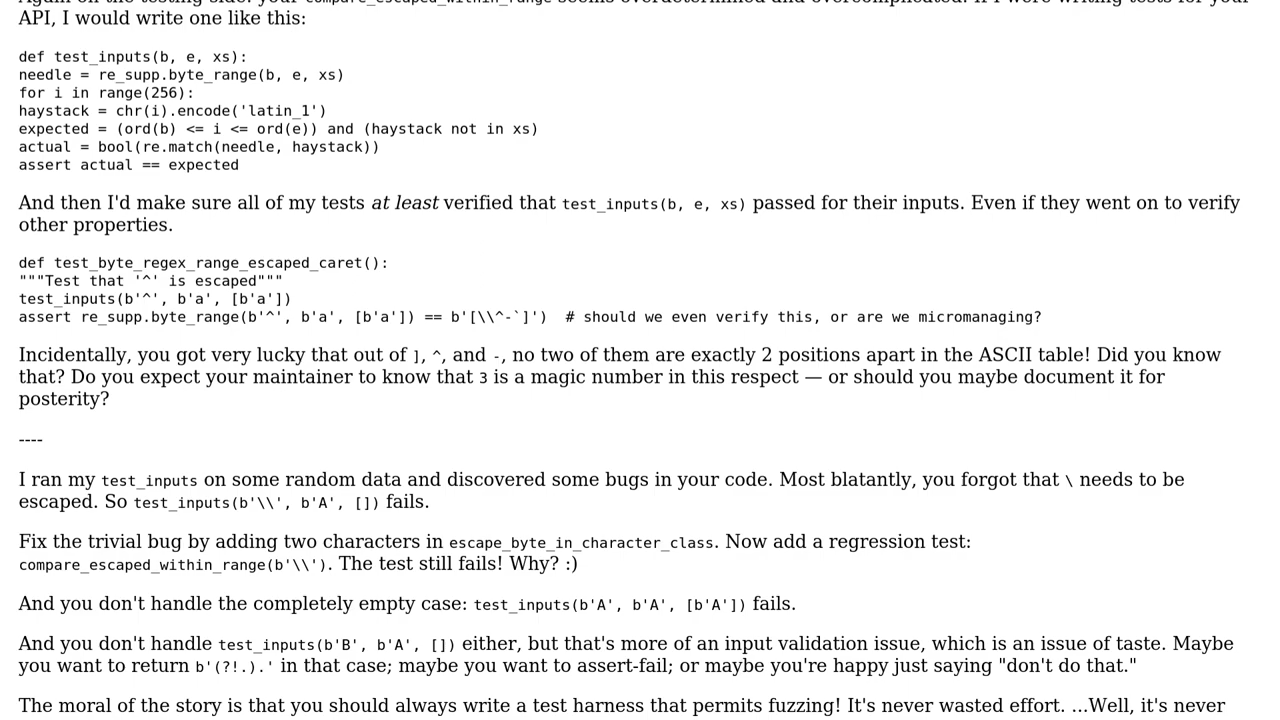 API, I would write one like this:
def test_inputs(b, e, xs):
needle = re_supp.byte_range(b, e, xs)
for i in range(256):
haystack = chr(i).encode('latin_1')
expected = (ord(b) <= i <= ord(e)) and (haystack not in xs)
actual = bool(re.match(needle, haystack))
assert actual == expected
And then I'd make sure all of my tests at least verified that test_inputs(b, e, xs) passed for their inputs. Even if they went on to verify
other properties.
def test_byte_regex_range_escaped_caret():
"""Test that '^' is escaped"""
test_inputs(b'^', b'a', [b'a'])
assert re_supp.byte_range(b'^', b'a', [b'a']) == b'[\\^-`]')  # should we even verify this, or are we micromanaging?
Incidentally, you got very lucky that out of ], ^, and -, no two of them are exactly 2 positions apart in the ASCII table! Did you know
that? Do you expect your maintainer to know that 3 is a magic number in this respect — or should you maybe document it for
posterity?
----
I ran my test_inputs on some random data and discovered some bugs in your code. Most blatantly, you forgot that \ needs to be
escaped. So test_inputs(b'\\', b'A', []) fails.
Fix the trivial bug by adding two characters in escape_byte_in_character_class. Now add a regression test:
compare_escaped_within_range(b'\\'). The test still fails! Why? :)
And you don't handle the completely empty case: test_inputs(b'A', b'A', [b'A']) fails.
And you don't handle test_inputs(b'B', b'A', []) either, but that's more of an input validation issue, which is an issue of taste. Maybe
you want to return b'(?!.).' in that case; maybe you want to assert-fail; or maybe you're happy just saying "don't do that."
The moral of the story is that you should always write a test harness that permits fuzzing! It's never wasted effort. ...Well, it's never